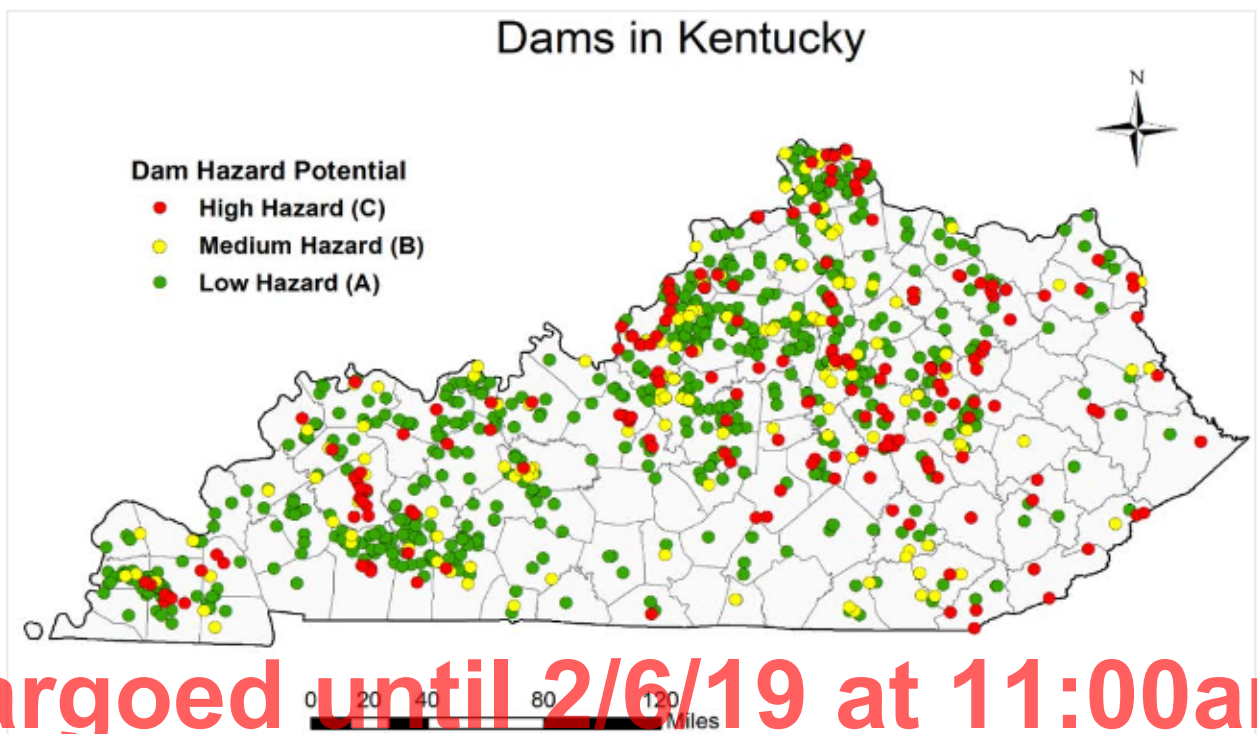 Dams in Kentucky
N
Dam Hazard Potential
High Hazard (C)
Medium Hazard (B)
Low Hazard (A)
argoed until 2/6/19 at 11:00a
0 20 40 80 120
Miles